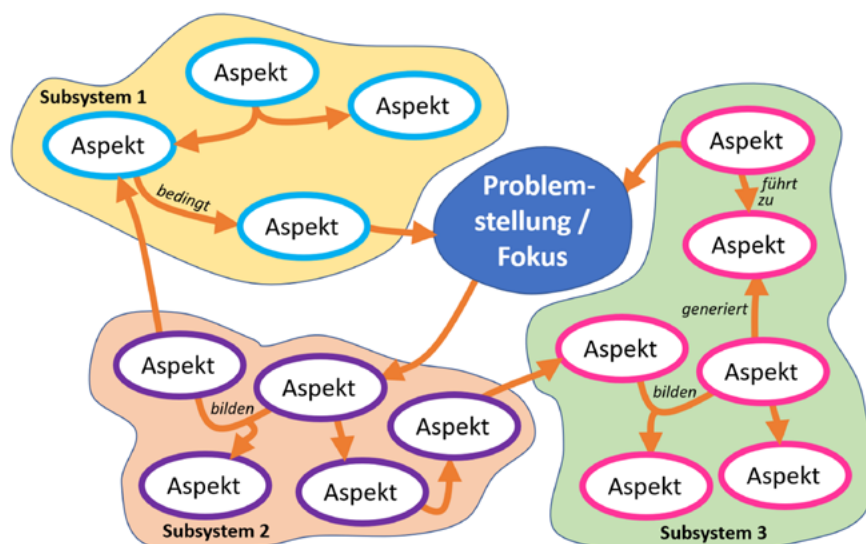 Aspekt
Subsystem 1
Aspekt
Aspekt
bedingt
Aspekt
Problem-
stellung /
Fokus
Aspekt
führt
zu
Aspekt
generiert
Aspekt
Aspekt
bilden
Aspekt
Aspekt
Subsystem 3
Aspekt
Aspekt
bilden
Aspekt
Aspekt
Aspekt
Subsystem 2